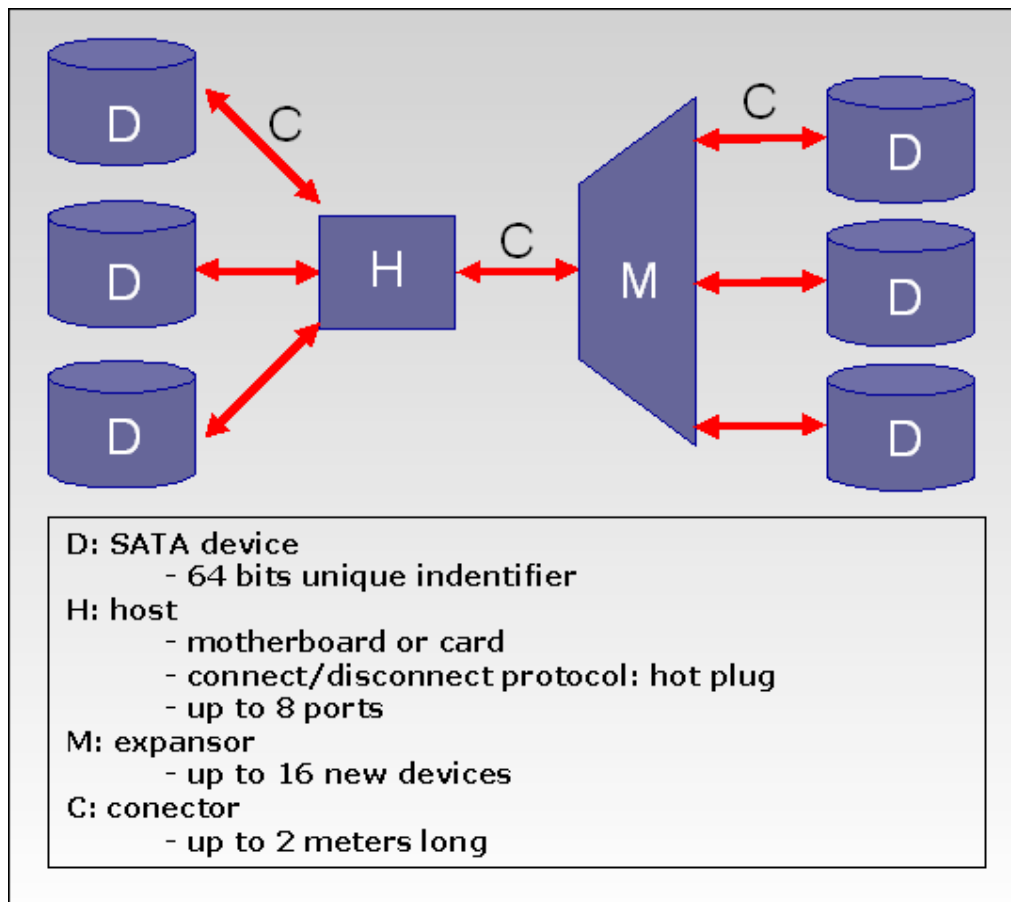 D
C
D
D
H
C
M
C
D
D
D
D: SATA device
- 64 bits unique indentifier
H: host
- motherboard or card
- connect/disconnect protocol: hot plug
- up to 8 ports
M: expansor
- up to 16 new devices
C: conector
- up to 2 meters long